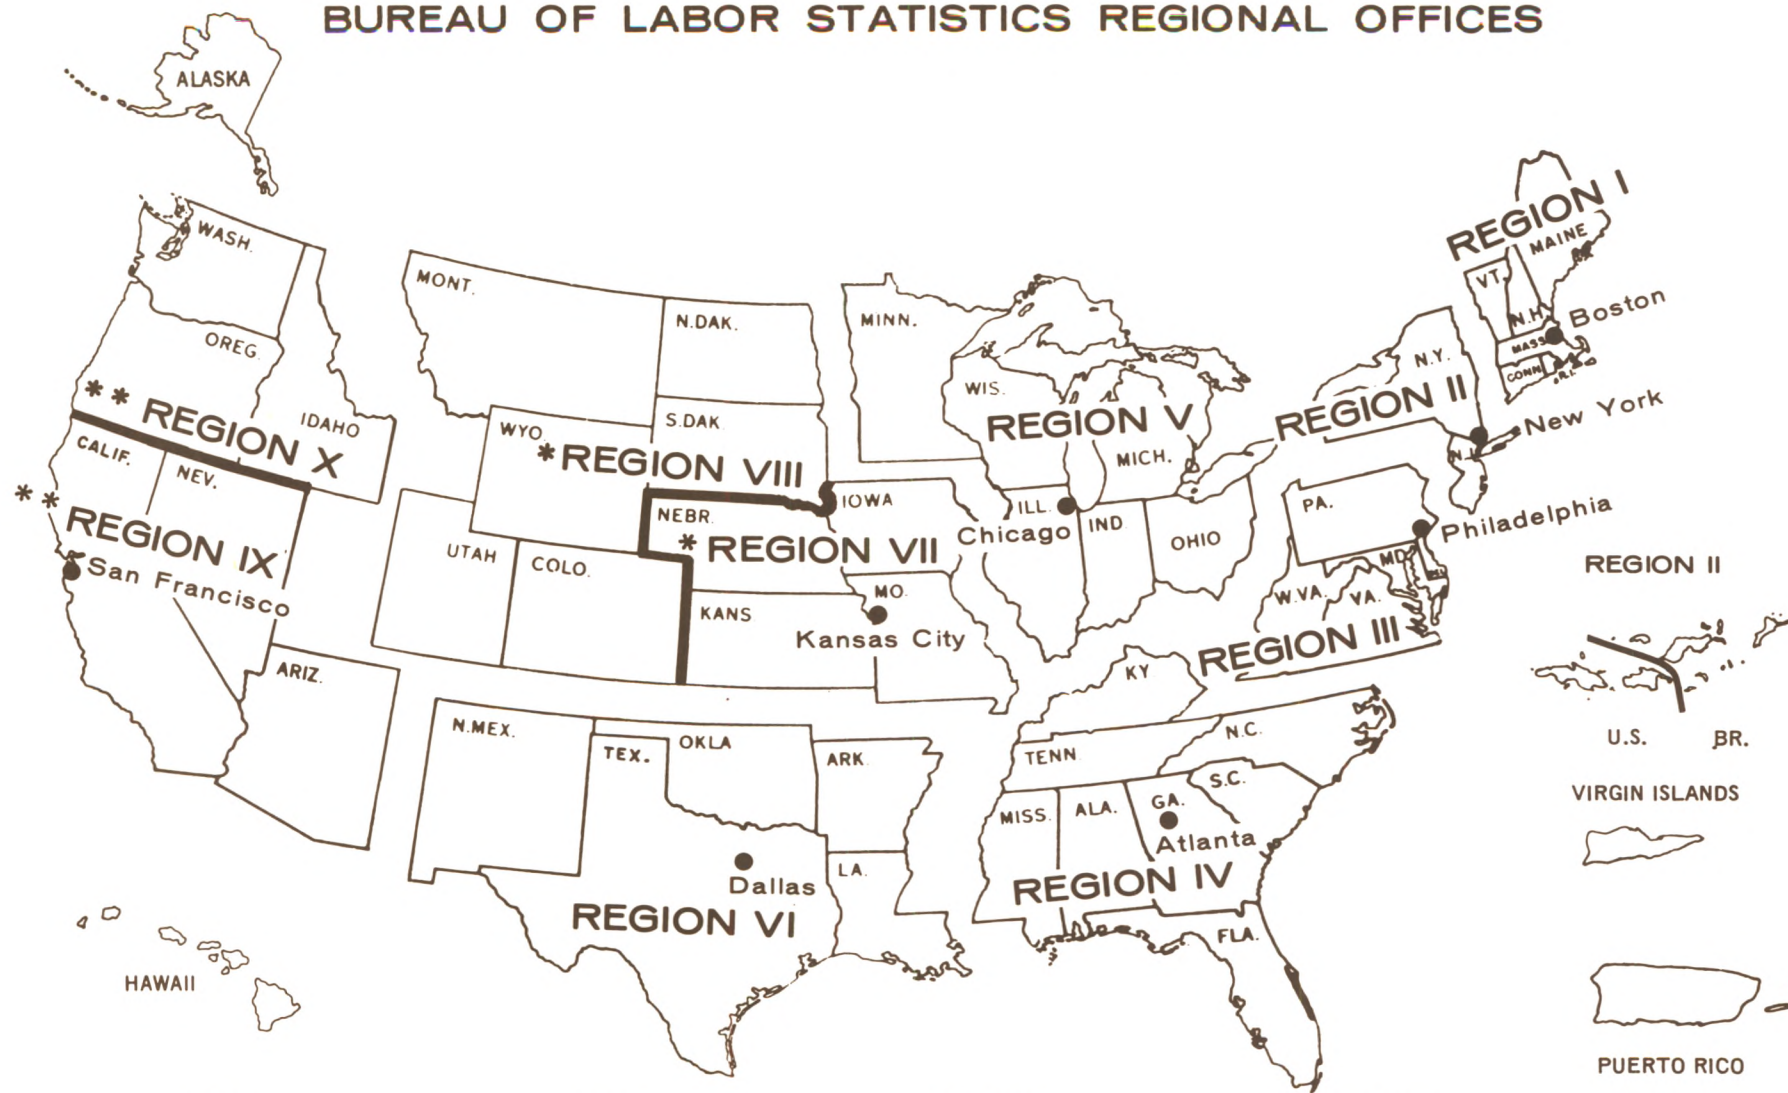 BUREAU OF LABOR STATISTICS REGIONAL OFFICES
ALASKA
WASH.
OREG.
IDAHO
** REGION X
CALIF.
NEV.
** REGION IX
San Francisco
MONT.
N.DAK.
S.DAK.
WYO.
*REGION VIII
UTAH
COLO.
NEBR.
IOWA
* REGION VII
KANS
MO.
Kansas City
ARIZ.
N.MEX.
OKLA
TEX.
ARK.
LA.
Dallas
REGION VI
HAWAII
MINN.
WIS.
REGION V
MICH.
ILL.
Chicago
IND.
OHIO
KY
TENN
N.C.
S.C.
MISS.
ALA.
GA.
Atlanta
REGION IV
FLA.
REGION I
MAINE
VT.
N.H.
Boston
MASS
CONN
R.I.
N.Y.
REGION II
New York
N.J.
PA.
Philadelphia
MD.
W.VA.
VA.
REGION III
REGION II
U.S.
BR.
VIRGIN ISLANDS
PUERTO RICO